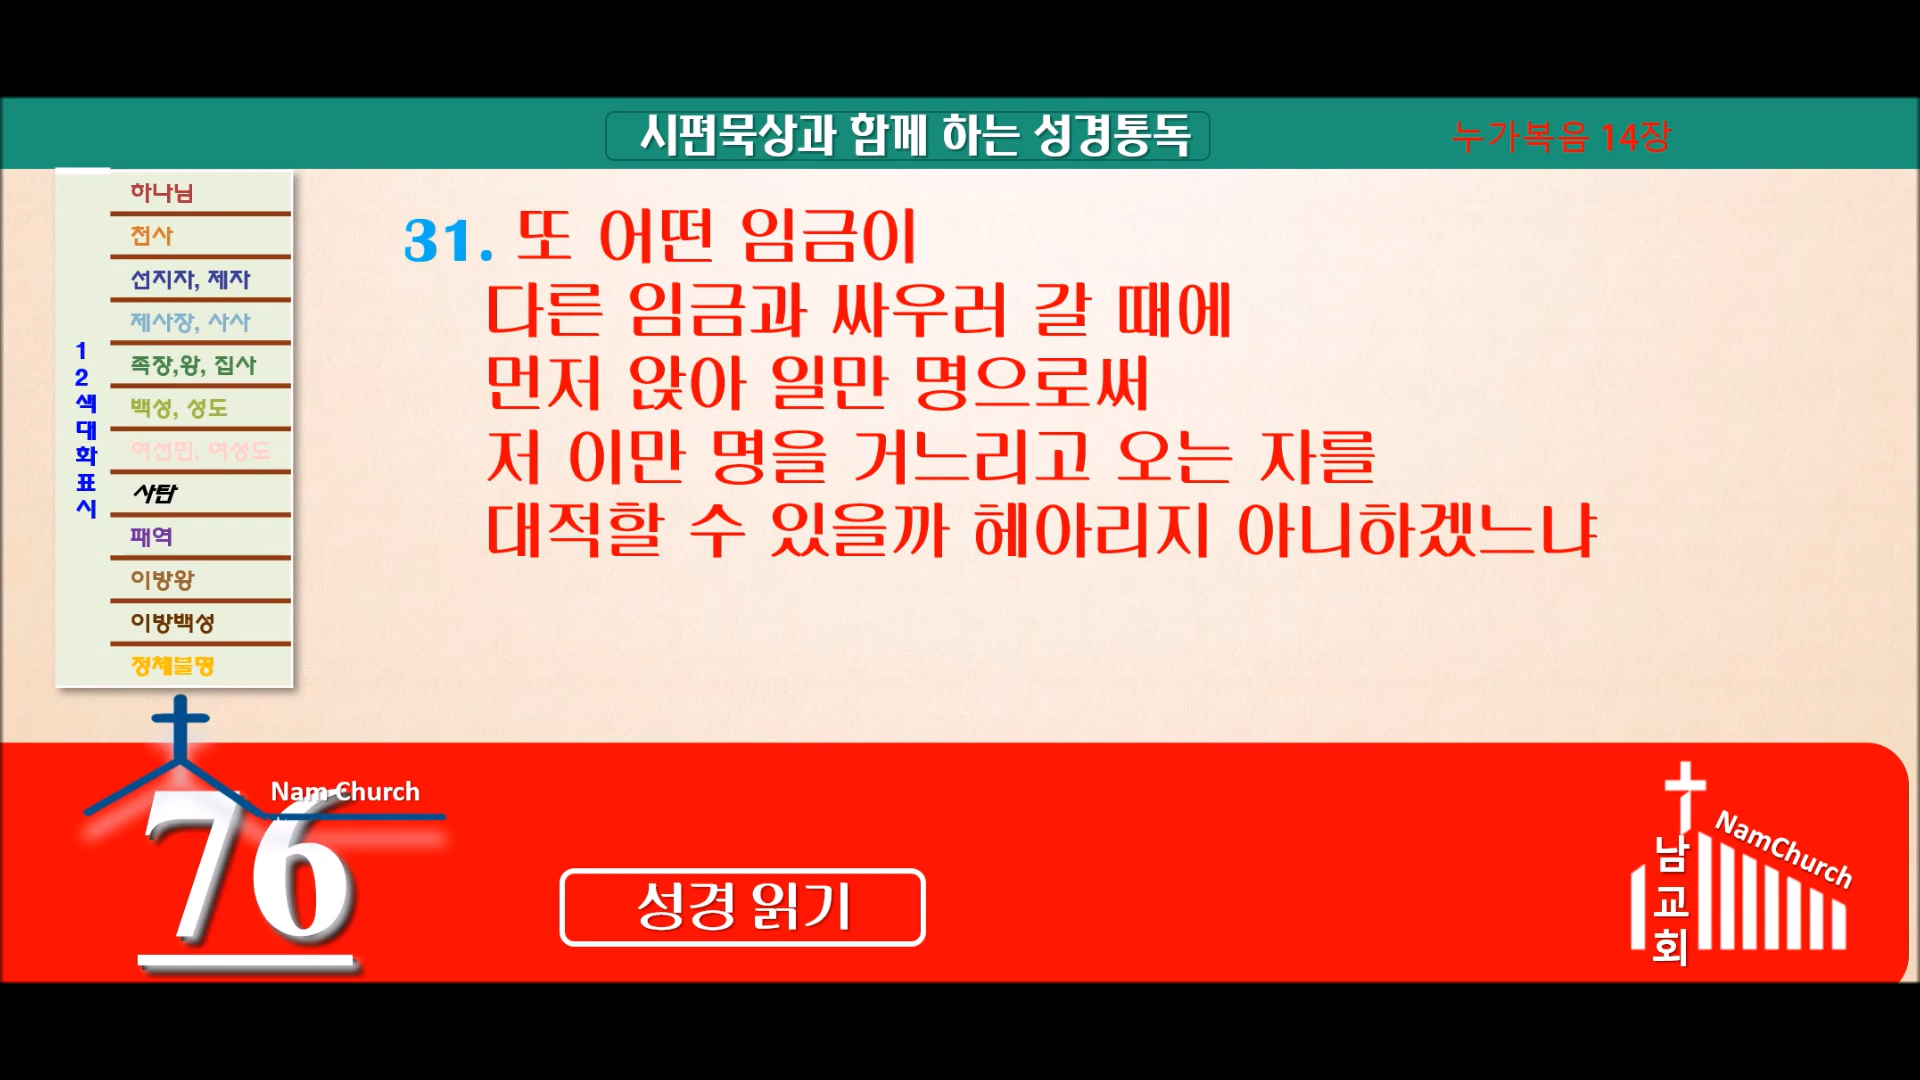 시편묵상과 함께 하는 성경통독
누가복음 14장
12색대화표시
하나님
천사
선지자, 제자
제사장, 사사
족장,왕, 집사
백성, 성도
여선민, 여성도
사탄
패역
이방왕
이방백성
정체불명
31. 또 어떤 임금이
다른 임금과 싸우러 갈 때에
먼저 앉아 일만 명으로써
저 이만 명을 거느리고 오는 자를
대적할 수 있을까 헤아리지 아니하겠느냐
Nam Church
76
성경 읽기
NamChurch
남교회